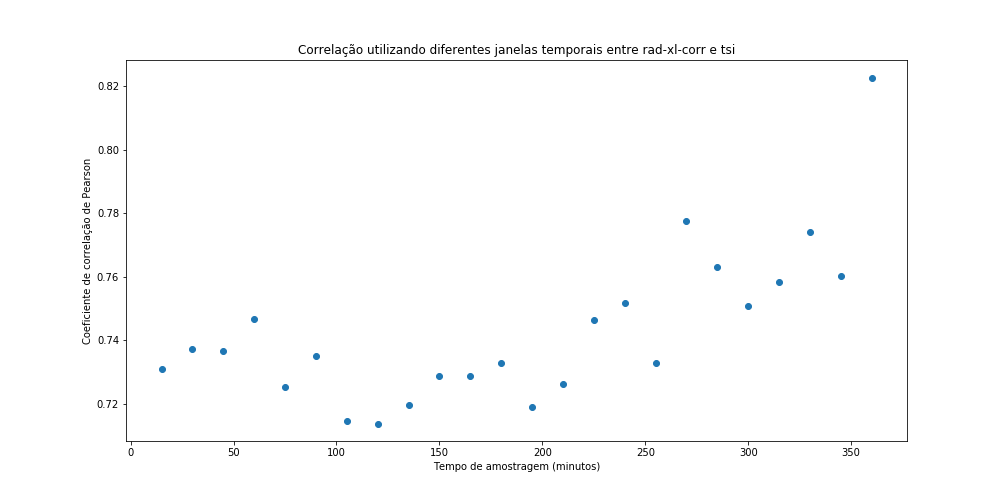 Correlação utilizando diferentes janelas temporais entre rad-xl-corr e tsi
0.82
0.80
0.78
0.76
0.74
0.72
Coeficiente de correlação de Pearson
0 50 100 150 200 250 300 350
Tempo de amostragem (minutos)